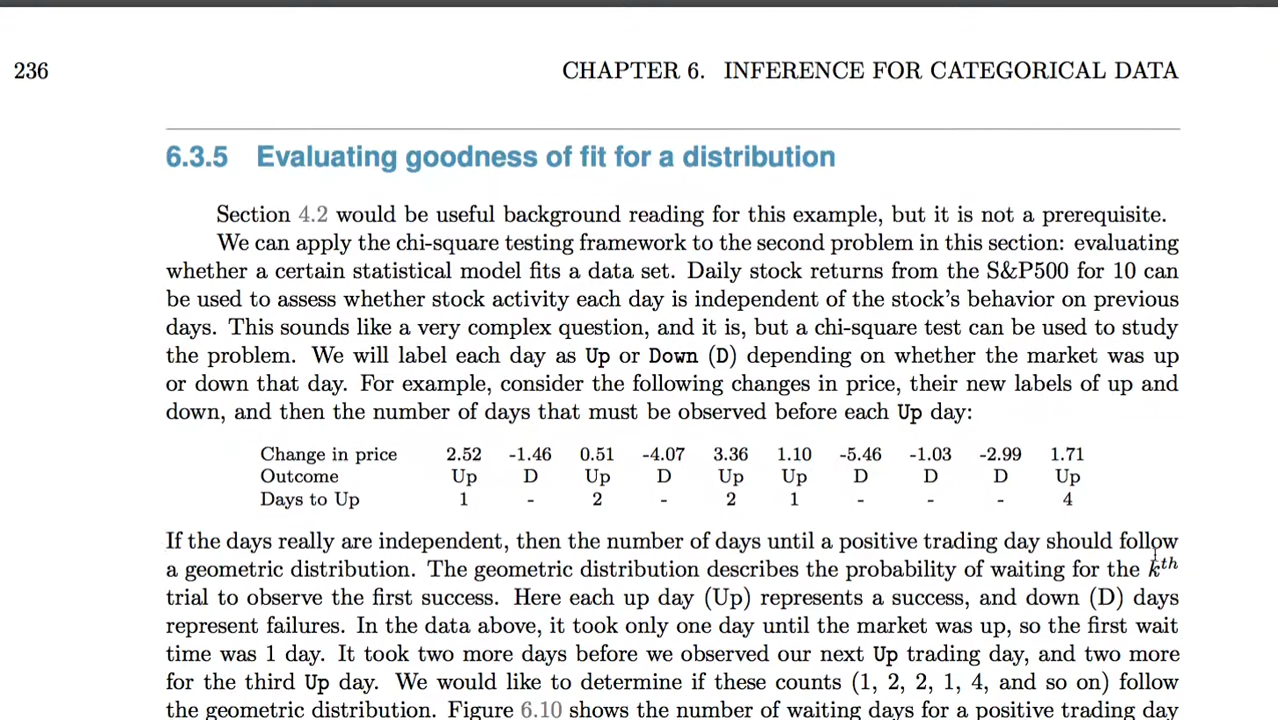 236
CHAPTER 6. INFERENCE FOR CATEGORICAL DATA
6.3.5 Evaluating goodness of fit for a distribution
Section 4.2 would be useful background reading for this example, but it is not a prerequisite.
We can apply the chi-square testing framework to the second problem in this section: evaluating
whether a certain statistical model fits a data set. Daily stock returns from the S&P500 for 10 can
be used to assess whether stock activity each day is independent of the stock's behavior on previous
days. This sounds like a very complex question, and it is, but a chi-square test can be used to study
the problem. We will label each day as Up or Down (D) depending on whether the market was up
or down that day. For example, consider the following changes in price, their new labels of up and
down, and then the number of days that must be observed before each Up day:
Change in price 2.52 -1.46 0.51 -4.07 3.36 1.10 -5.46 -1.03 -2.99 1.71
Outcome Up D Up D Up Up D D D Up
Days to Up 1 - 2 - 2 1 - - - 4
If the days really are independent, then the number of days until a positive trading day should follow
a geometric distribution. The geometric distribution describes the probability of waiting for the kth
trial to observe the first success. Here each up day (Up) represents a success, and down (D) days
represent failures. In the data above, it took only one day until the market was up, so the first wait
time was 1 day. It took two more days before we observed our next Up trading day, and two more
for the third Up day. We would like to determine if these counts (1, 2, 2, 1, 4, and so on) follow
the geometric distribution. Figure 6.10 shows the number of waiting days for a positive trading day